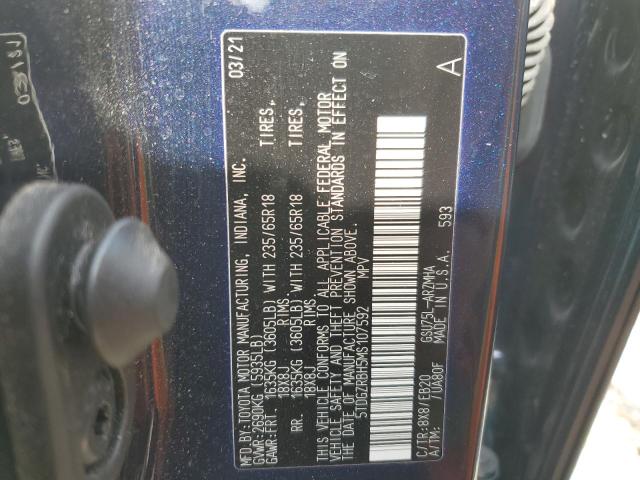 MFD.BY:TOYOTA MOTOR MANUFACTURING, INDIANA, INC. 03/21
GVWR:2690KG (5935LB)
GAWR:FRT. 1635KG (3605LB) WITH 235/65R18 TIRES,
18X8J RIMS,
RR. 1635KG (3605LB) WITH 235/65R18 TIRES,
18X8J RIMS,
THIS VEHICLE CONFORMS TO ALL APPLICABLE FEDERAL MOTOR
VEHICLE SAFETY AND THEFT PREVENTION STANDARDS IN EFFECT ON
THE DATE OF MANUFACTURE SHOWN ABOVE.
5TDGZRBH5MS107592 MPV A
C/TR:8X8/EB20 GSU75L-ARZMHA
A/TM: /UA80F MADE IN U.S.A. 593